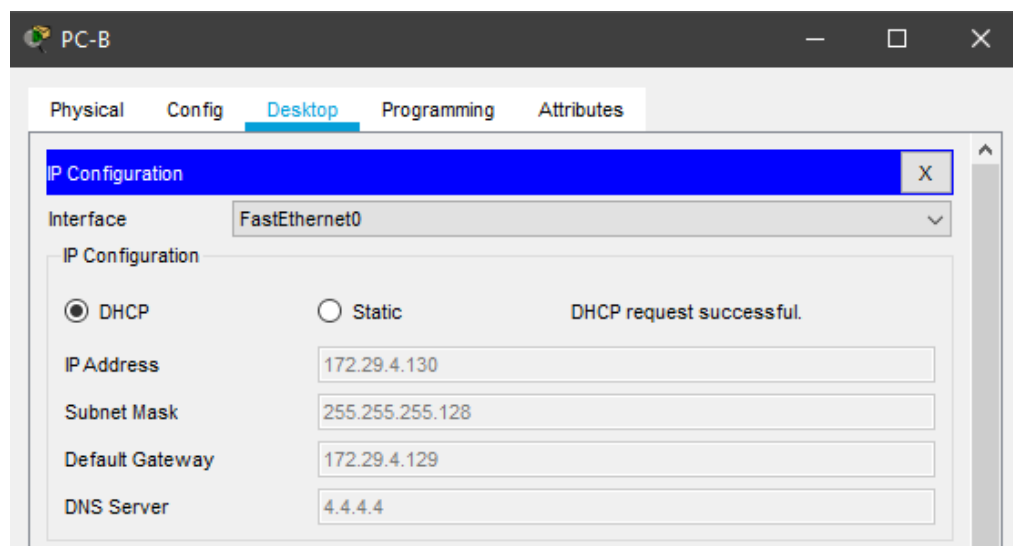 PC-B
Physical Config Desktop Programming Attributes
IP Configuration X
Interface FastEthernet0
IP Configuration
DHCP Static DHCP request successful.
IP Address 172.29.4.130
Subnet Mask 255.255.255.128
Default Gateway 172.29.4.129
DNS Server 4.4.4.4